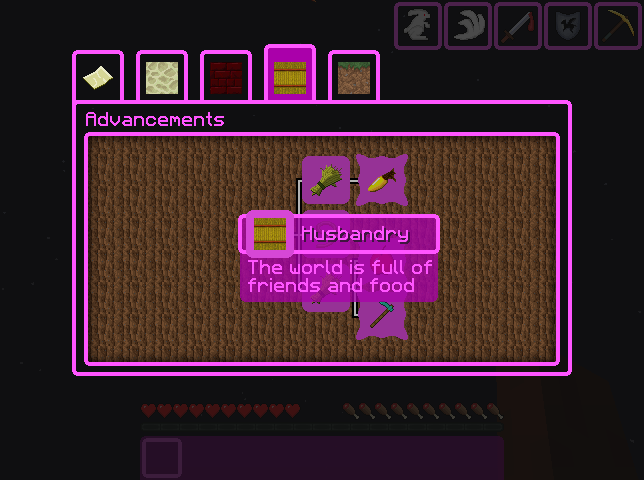 Advancements
Husbandry
The world is full of
friends and food